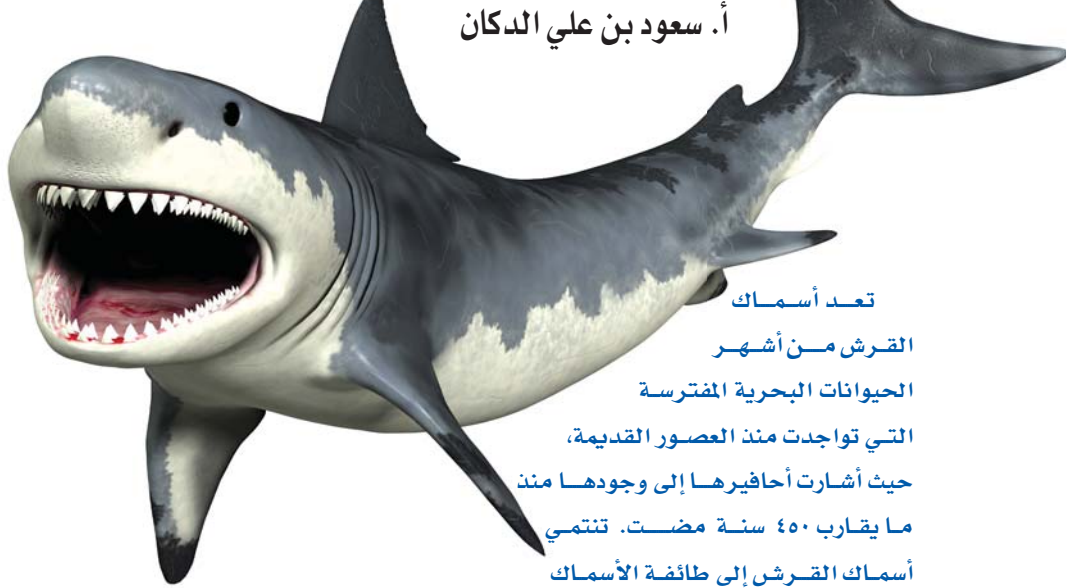 أ. سعود بن علي الدكان
تعد أسماك
القرش من أشهر
الحيوانات البحرية المفترسة
التي تواجدت منذ العصور القديمة،
حيث أشارت أحافيرها إلى وجودها منذ
ما يقارب ٤٥٠ سنة مضت. تنتمي
أسماك القرش إلى طائفة الأسماك